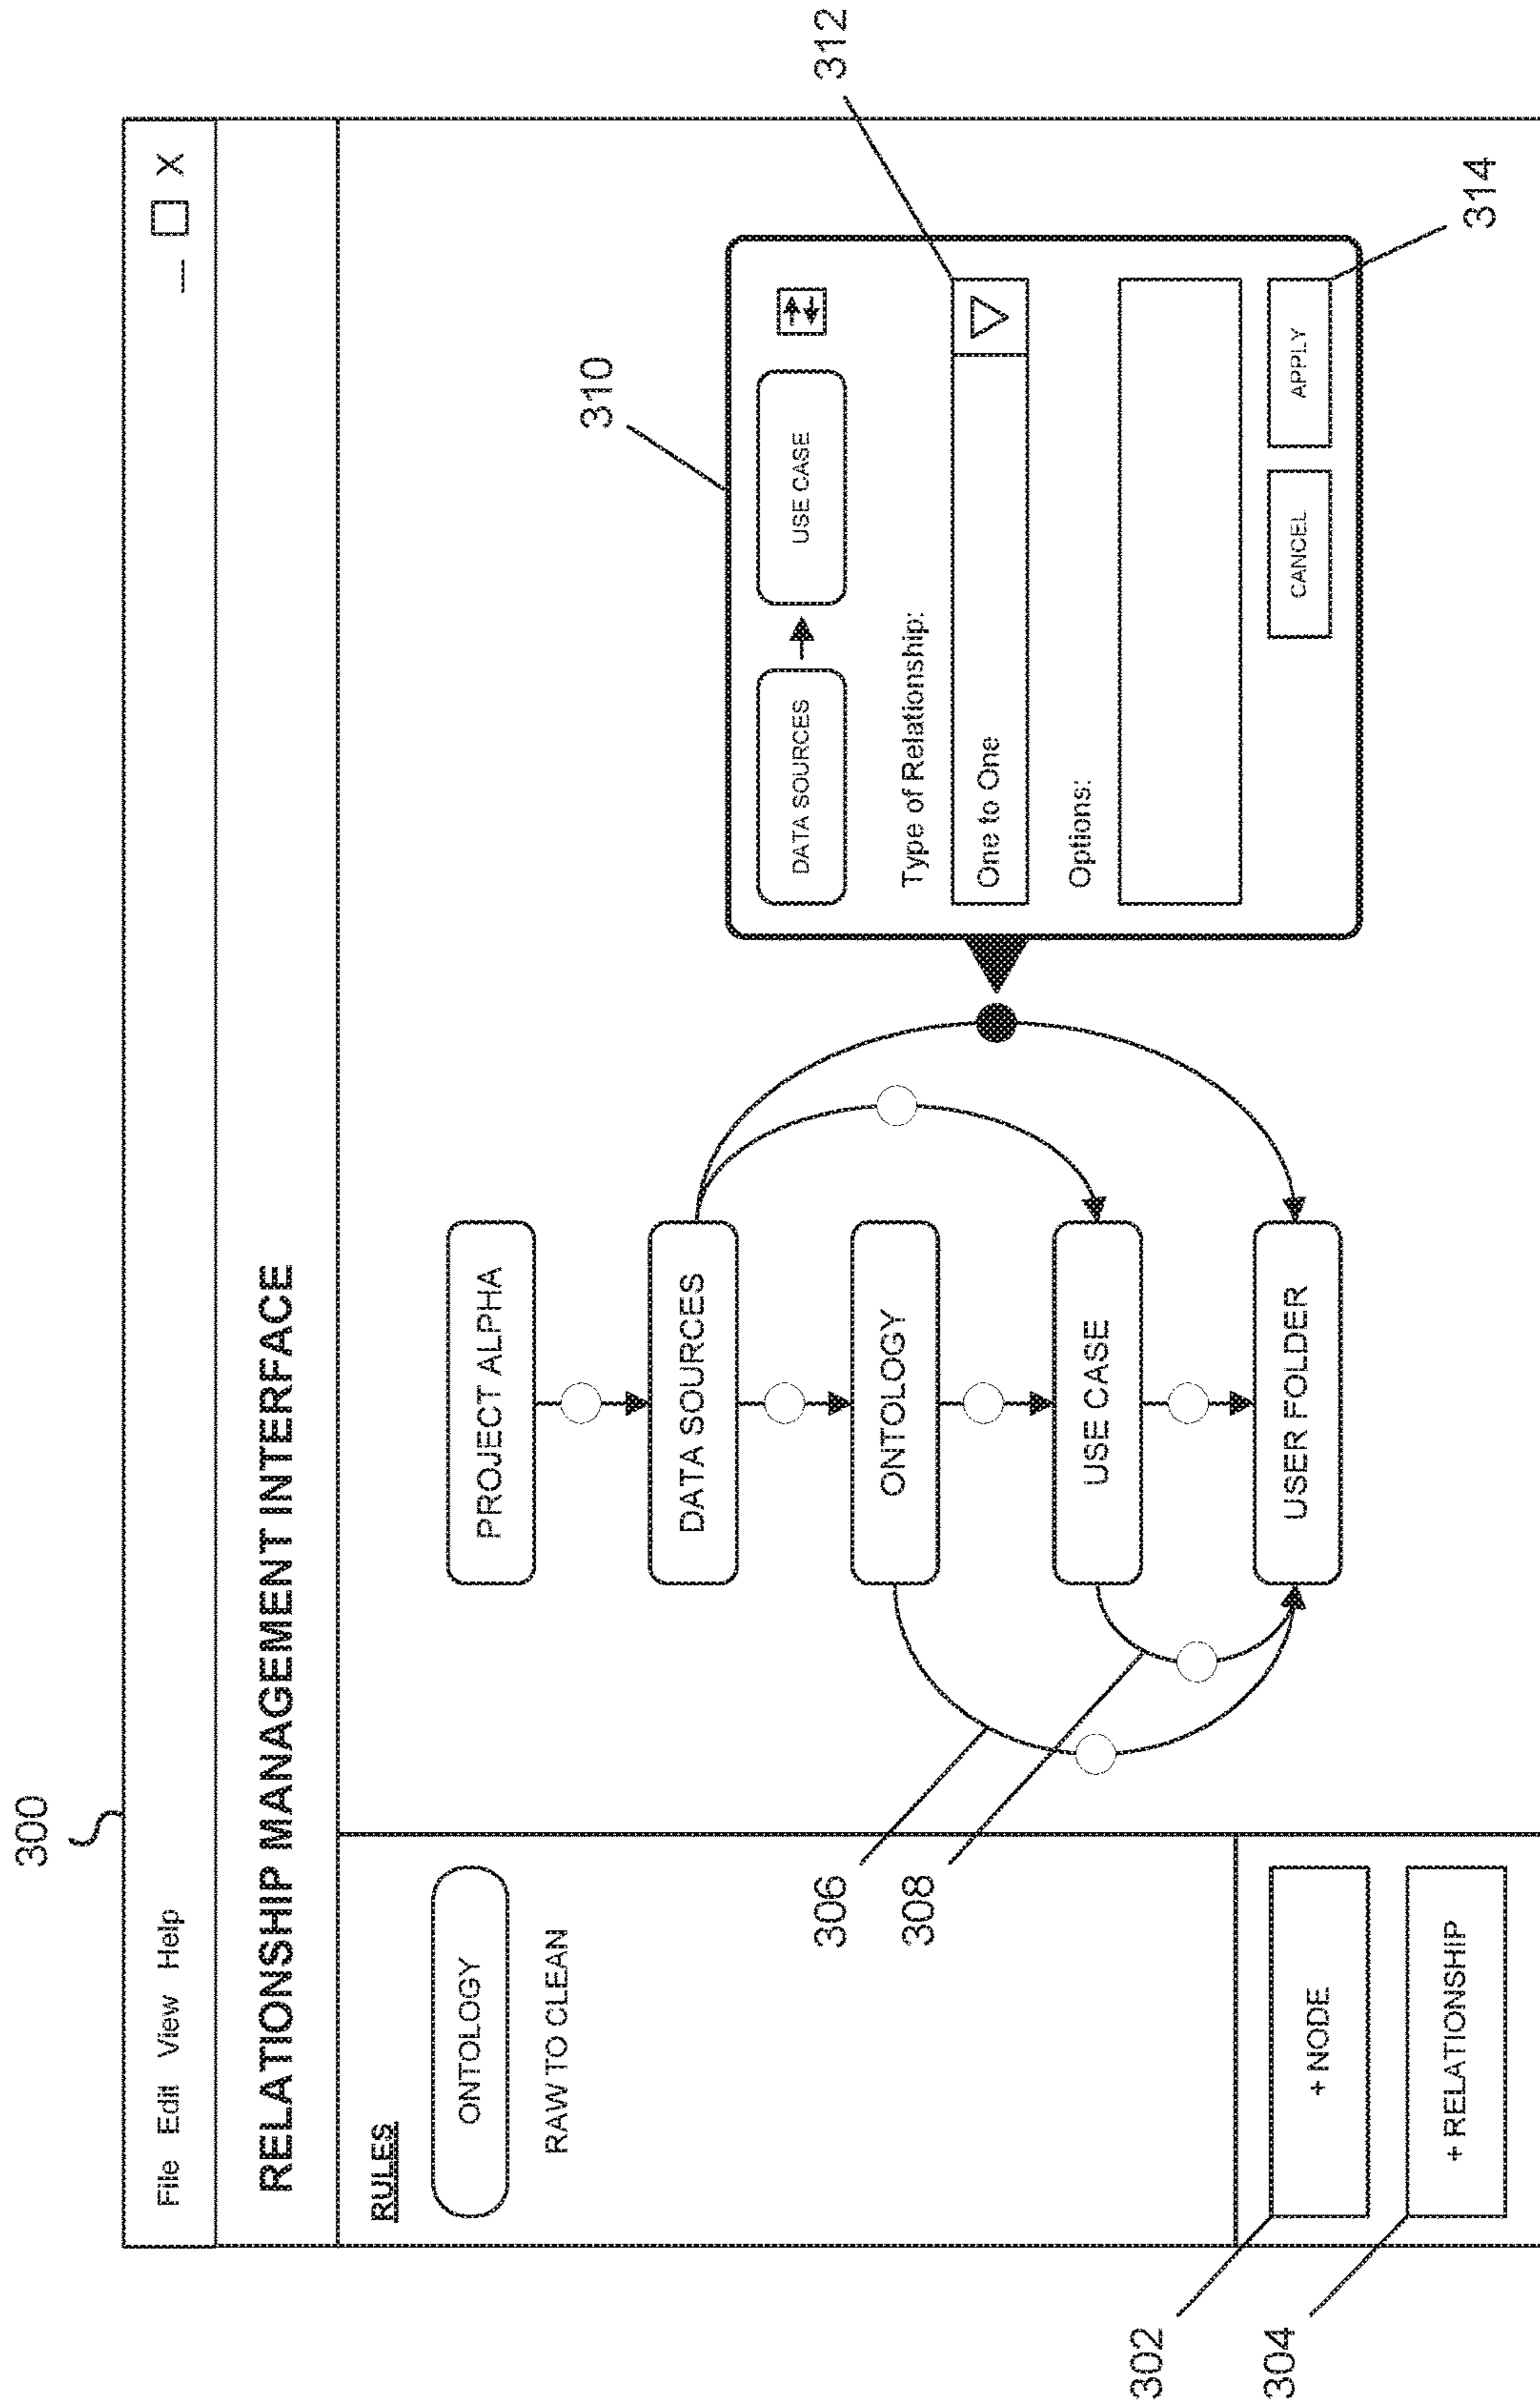 300
File Edit View Help
— □ X
RELATIONSHIP MANAGEMENT INTERFACE
RULES
ONTOLOGY
RAW TO CLEAN
306
308
+ NODE
+ RELATIONSHIP
302
304
PROJECT ALPHA
DATA SOURCES
ONTOLOGY
USE CASE
USER FOLDER
310
DATA SOURCES
USE CASE
Type of Relationship:
One to One
Options:
CANCEL
APPLY
312
314